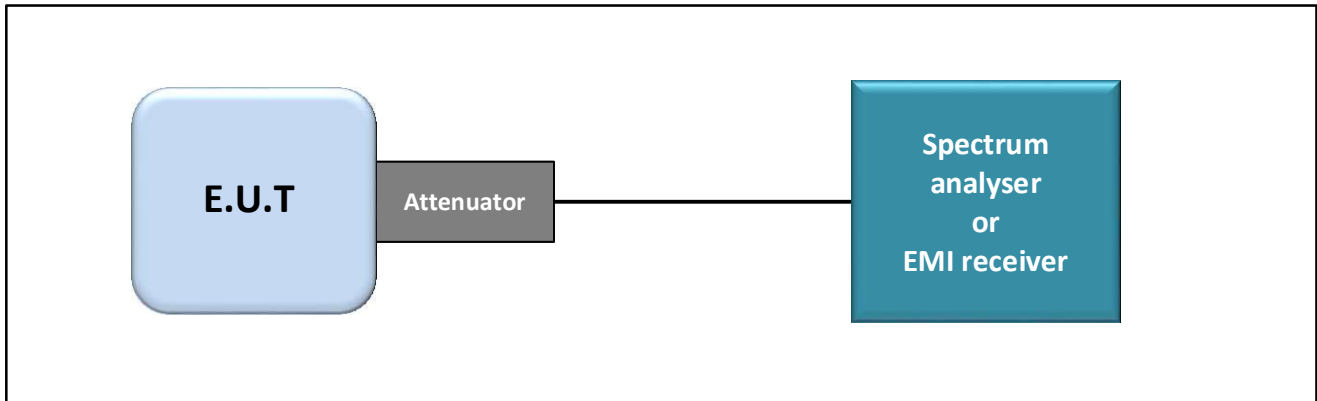 E.U.T
Attenuator
Spectrum
analyser
or
EMI receiver